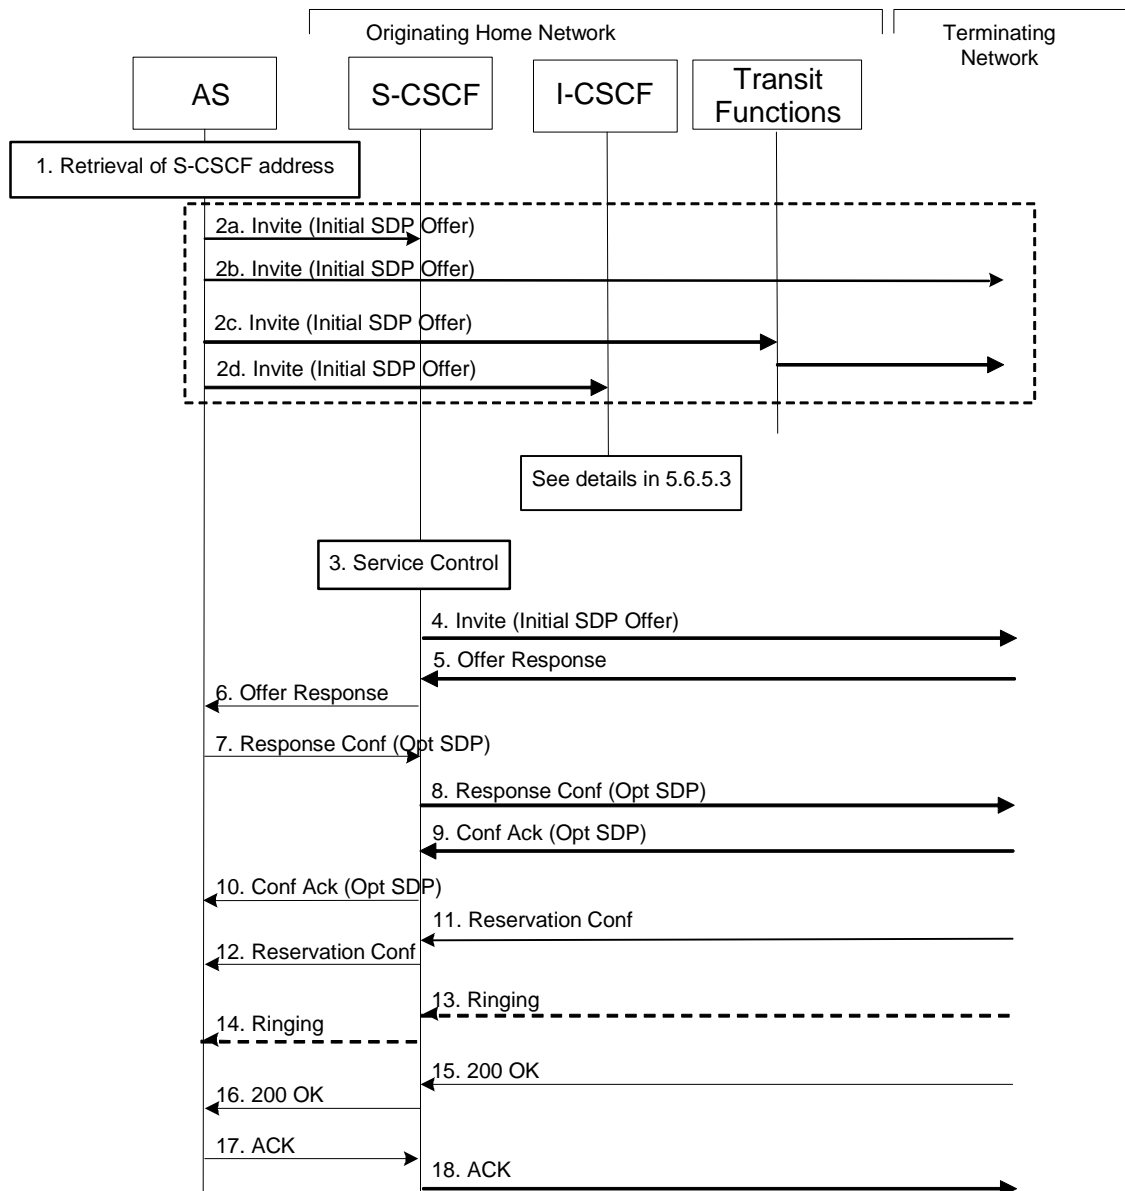 Originating Home Network
Terminating
Network
AS
S-CSCF
I-CSCF
Transit
Functions
1. Retrieval of S-CSCF address
2a. Invite (Initial SDP Offer)
2b. Invite (Initial SDP Offer)
2c. Invite (Initial SDP Offer)
2d. Invite (Initial SDP Offer)
See details in 5.6.5.3
3. Service Control
4. Invite (Initial SDP Offer)
5. Offer Response
6. Offer Response
7. Response Conf (Opt SDP)
8. Response Conf (Opt SDP)
9. Conf Ack (Opt SDP)
10. Conf Ack (Opt SDP)
11. Reservation Conf
12. Reservation Conf
13. Ringing
14. Ringing
15. 200 OK
16. 200 OK
17. ACK
18. ACK